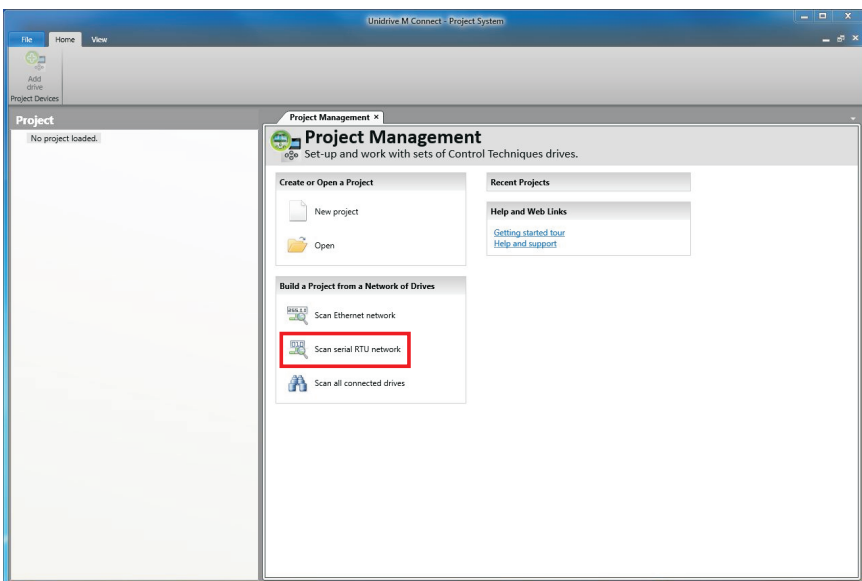 Unidrive M Connect - Project System
File Home View
Add
drive
Project Devices
Project
No project loaded.
Project Management ×
Project Management
Set-up and work with sets of Control Techniques drives.
Create or Open a Project
New project
Open
Build a Project from a Network of Drives
Scan Ethernet network
Scan serial RTU network
Scan all connected drives
Recent Projects
Help and Web Links
Getting started tour
Help and support